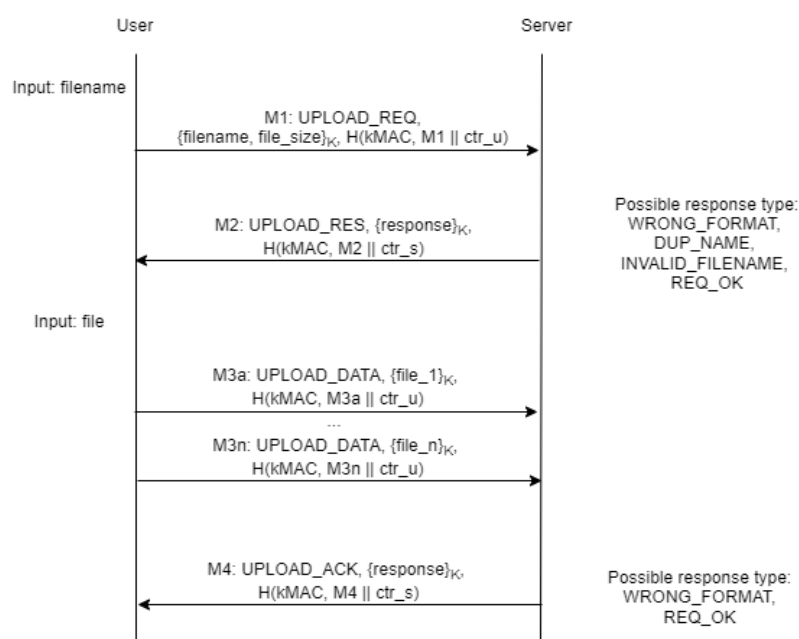 User
Server
Input: filename
M1: UPLOAD_REQ,
{filename, file_size}K, H(kMAC, M1 || ctr_u)
M2: UPLOAD_RES, {response}K,
H(kMAC, M2 || ctr_s)
Possible response type:
WRONG_FORMAT,
DUP_NAME,
INVALID_FILENAME,
REQ_OK
Input: file
M3a: UPLOAD_DATA, {file_1}K,
H(kMAC, M3a || ctr_u)
...
M3n: UPLOAD_DATA, {file_n}K,
H(kMAC, M3n || ctr_u)
M4: UPLOAD_ACK, {response}K,
H(kMAC, M4 || ctr_s)
Possible response type:
WRONG_FORMAT,
REQ_OK